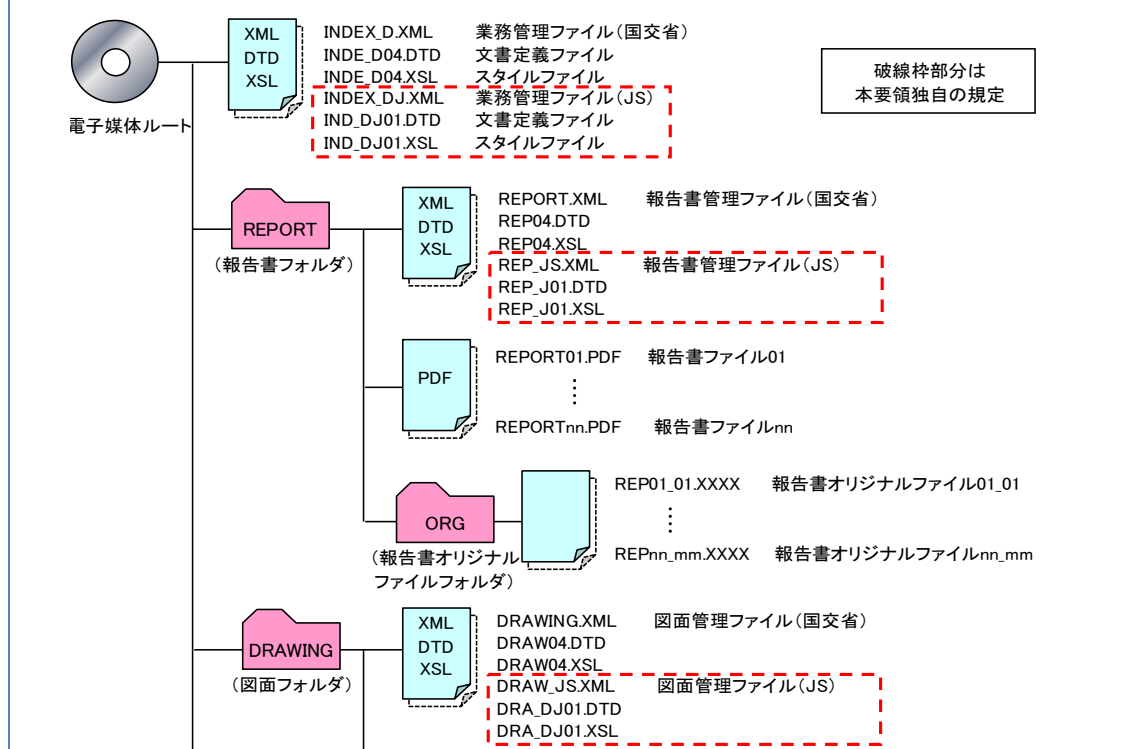 XML
DTD
XSL
INDEX_D.XML 業務管理ファイル(国交省)
INDE_D04.DTD 文書定義ファイル
INDE_D04.XSL スタイルファイル
INDEX_DJ.XML 業務管理ファイル(JS)
IND_DJ01.DTD 文書定義ファイル
IND_DJ01.XSL スタイルファイル
破線枠部分は
本要領独自の規定
電子媒体ルート
REPORT
(報告書フォルダ)
XML
DTD
XSL
REPORT.XML 報告書管理ファイル(国交省)
REP04.DTD
REP04.XSL
REP_JS.XML 報告書管理ファイル(JS)
REP_J01.DTD
REP_J01.XSL
PDF
REPORT01.PDF 報告書ファイル01
REPORTnn.PDF 報告書ファイルnn
ORG
(報告書オリジナル
ファイルフォルダ)
REP01_01.XXXX 報告書オリジナルファイル01_01
REPnn_mm.XXXX 報告書オリジナルファイルnn_mm
DRAWING
(図面フォルダ)
XML
DTD
XSL
DRAWING.XML 図面管理ファイル(国交省)
DRAW04.DTD
DRAW04.XSL
DRAW_JS.XML 図面管理ファイル(JS)
DRA_DJ01.DTD
DRA_DJ01.XSL